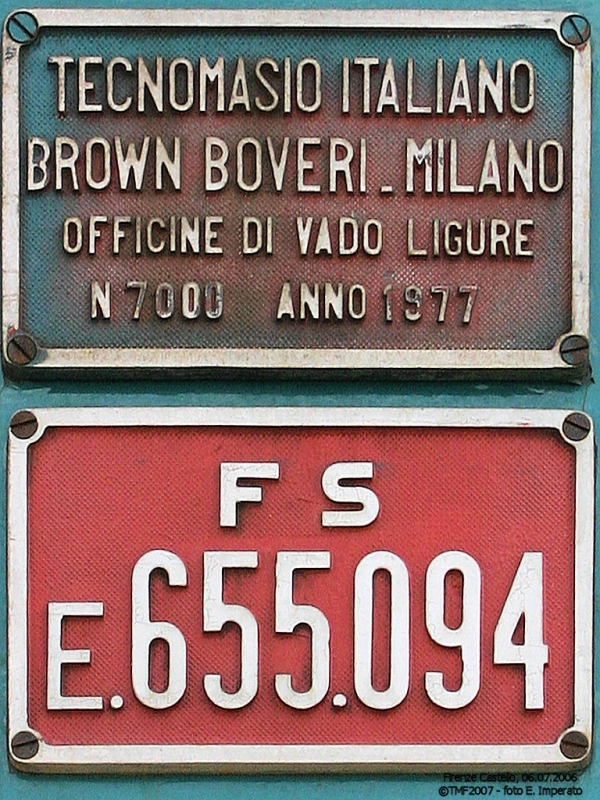 TECNOMASIO ITALIANO
BROWN BOVERI - MILANO
OFFICINE DI VADO LIGURE
N 7000 ANNO 1977
F S
E.655.094
Firenze Castello, 06.07.2006
©TMF2007 - foto E. Imperato